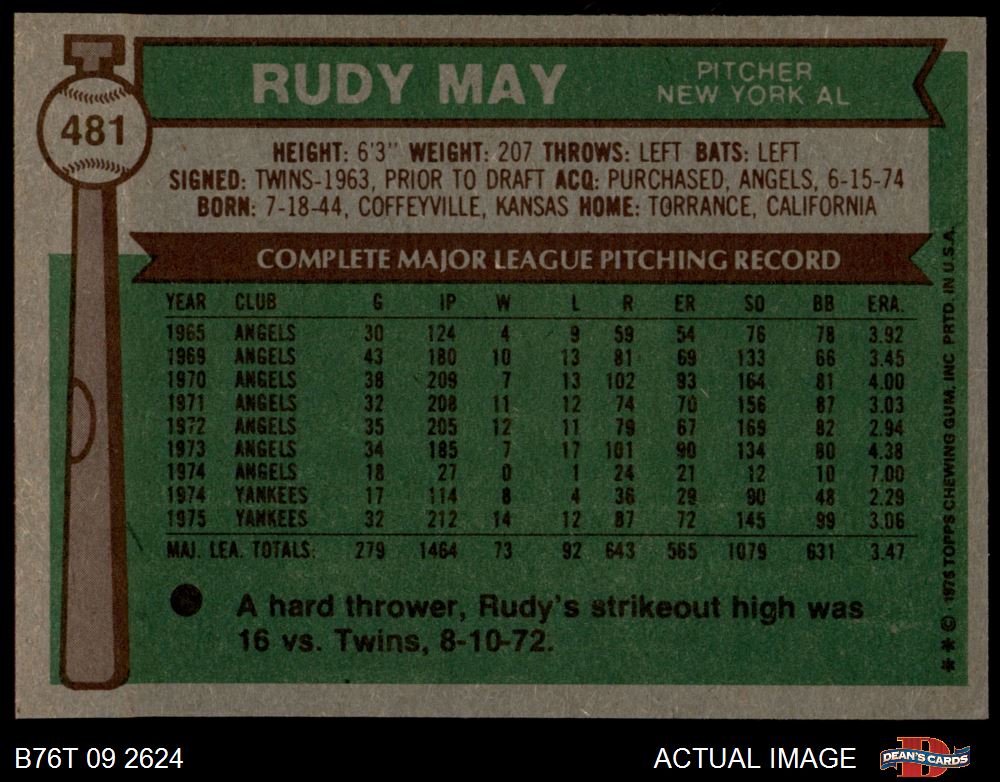 481
RUDY MAY
PITCHER
NEW YORK AL
HEIGHT: 6'3" WEIGHT: 207 THROWS: LEFT BATS: LEFT
SIGNED: TWINS-1963, PRIOR TO DRAFT ACQ: PURCHASED, ANGELS, 6-15-74
BORN: 7-18-44, COFFEYVILLE, KANSAS HOME: TORRANCE, CALIFORNIA
COMPLETE MAJOR LEAGUE PITCHING RECORD
YEAR CLUB G IP W L R ER SO BB ERA.
1965 ANGELS 30 124 4 9 59 54 76 78 3.92
1969 ANGELS 43 180 10 13 81 69 133 66 3.45
1970 ANGELS 38 209 7 13 102 93 164 81 4.00
1971 ANGELS 32 208 11 12 74 70 156 87 3.03
1972 ANGELS 35 205 12 11 79 67 169 82 2.94
1973 ANGELS 34 185 7 17 101 90 134 80 4.38
1974 ANGELS 18 27 0 1 24 21 12 10 7.00
1974 YANKEES 17 114 8 4 36 29 90 48 2.29
1975 YANKEES 32 212 14 12 87 72 145 99 3.06
MAJ. LEA. TOTALS: 279 1464 73 92 643 565 1079 631 3.47
A hard thrower, Rudy's strikeout high was
16 vs. Twins, 8-10-72.
* * © 1976 TOPPS CHEWING GUM, INC PRTD. IN U.S.A.
B76T 09 2624
ACTUAL IMAGE
D
DEAN'S CARDS